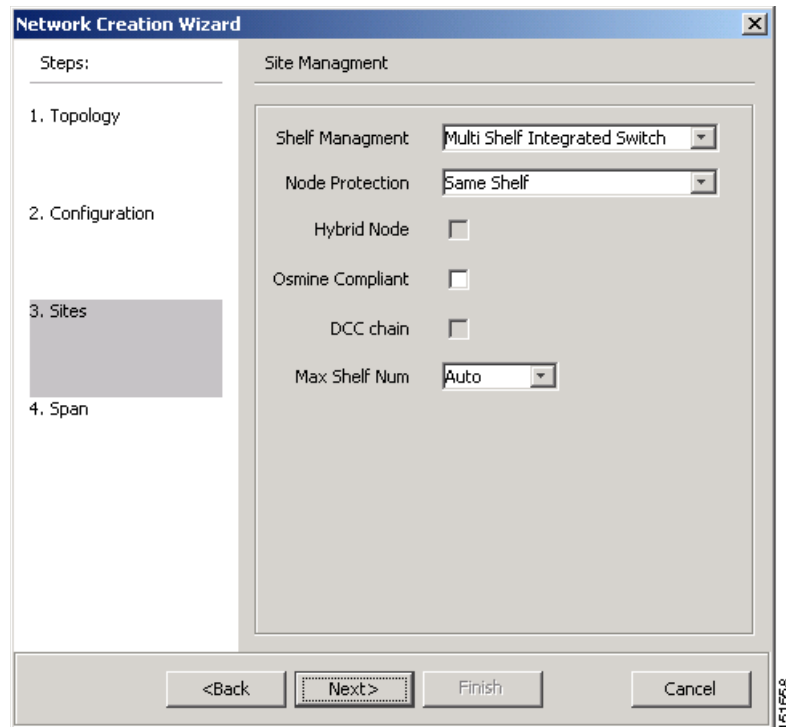 Network Creation Wizard
Steps:
1. Topology
2. Configuration
3. Sites
4. Span
Site Managment
Shelf Managment Multi Shelf Integrated Switch
Node Protection Same Shelf
Hybrid Node
Osmine Compliant
DCC chain
Max Shelf Num Auto
<Back Next> Finish Cancel